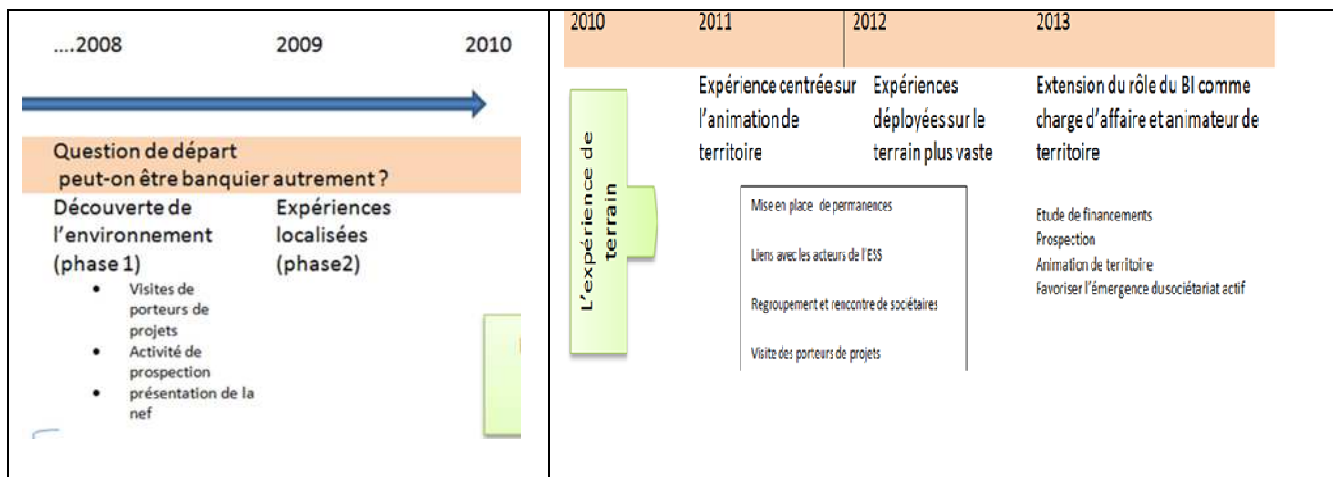 ....2008 2009 2010
Question de départ
peut-on être banquier autrement ?
Découverte de
l'environnement
(phase 1)
Expériences
localisées
(phase2)
• Visites de
porteurs de
projets
• Activité de
prospection
• présentation de la
nef
2010 2011 2012 2013
L'expérience de
terrain
Expérience centrée sur
l'animation de
territoire
Expériences
déployées sur le
terrain plus vaste
Extension du rôle du BI comme
charge d'affaire et animateur de
territoire
Mise en place de permanences
Liens avec les acteurs de l'ESS
Regroupement et rencontre de sociétaires
Visite des porteurs de projets
Etude de financements
Prospection
Animation de territoire
Favoriser l'émergence du sociétariat actif